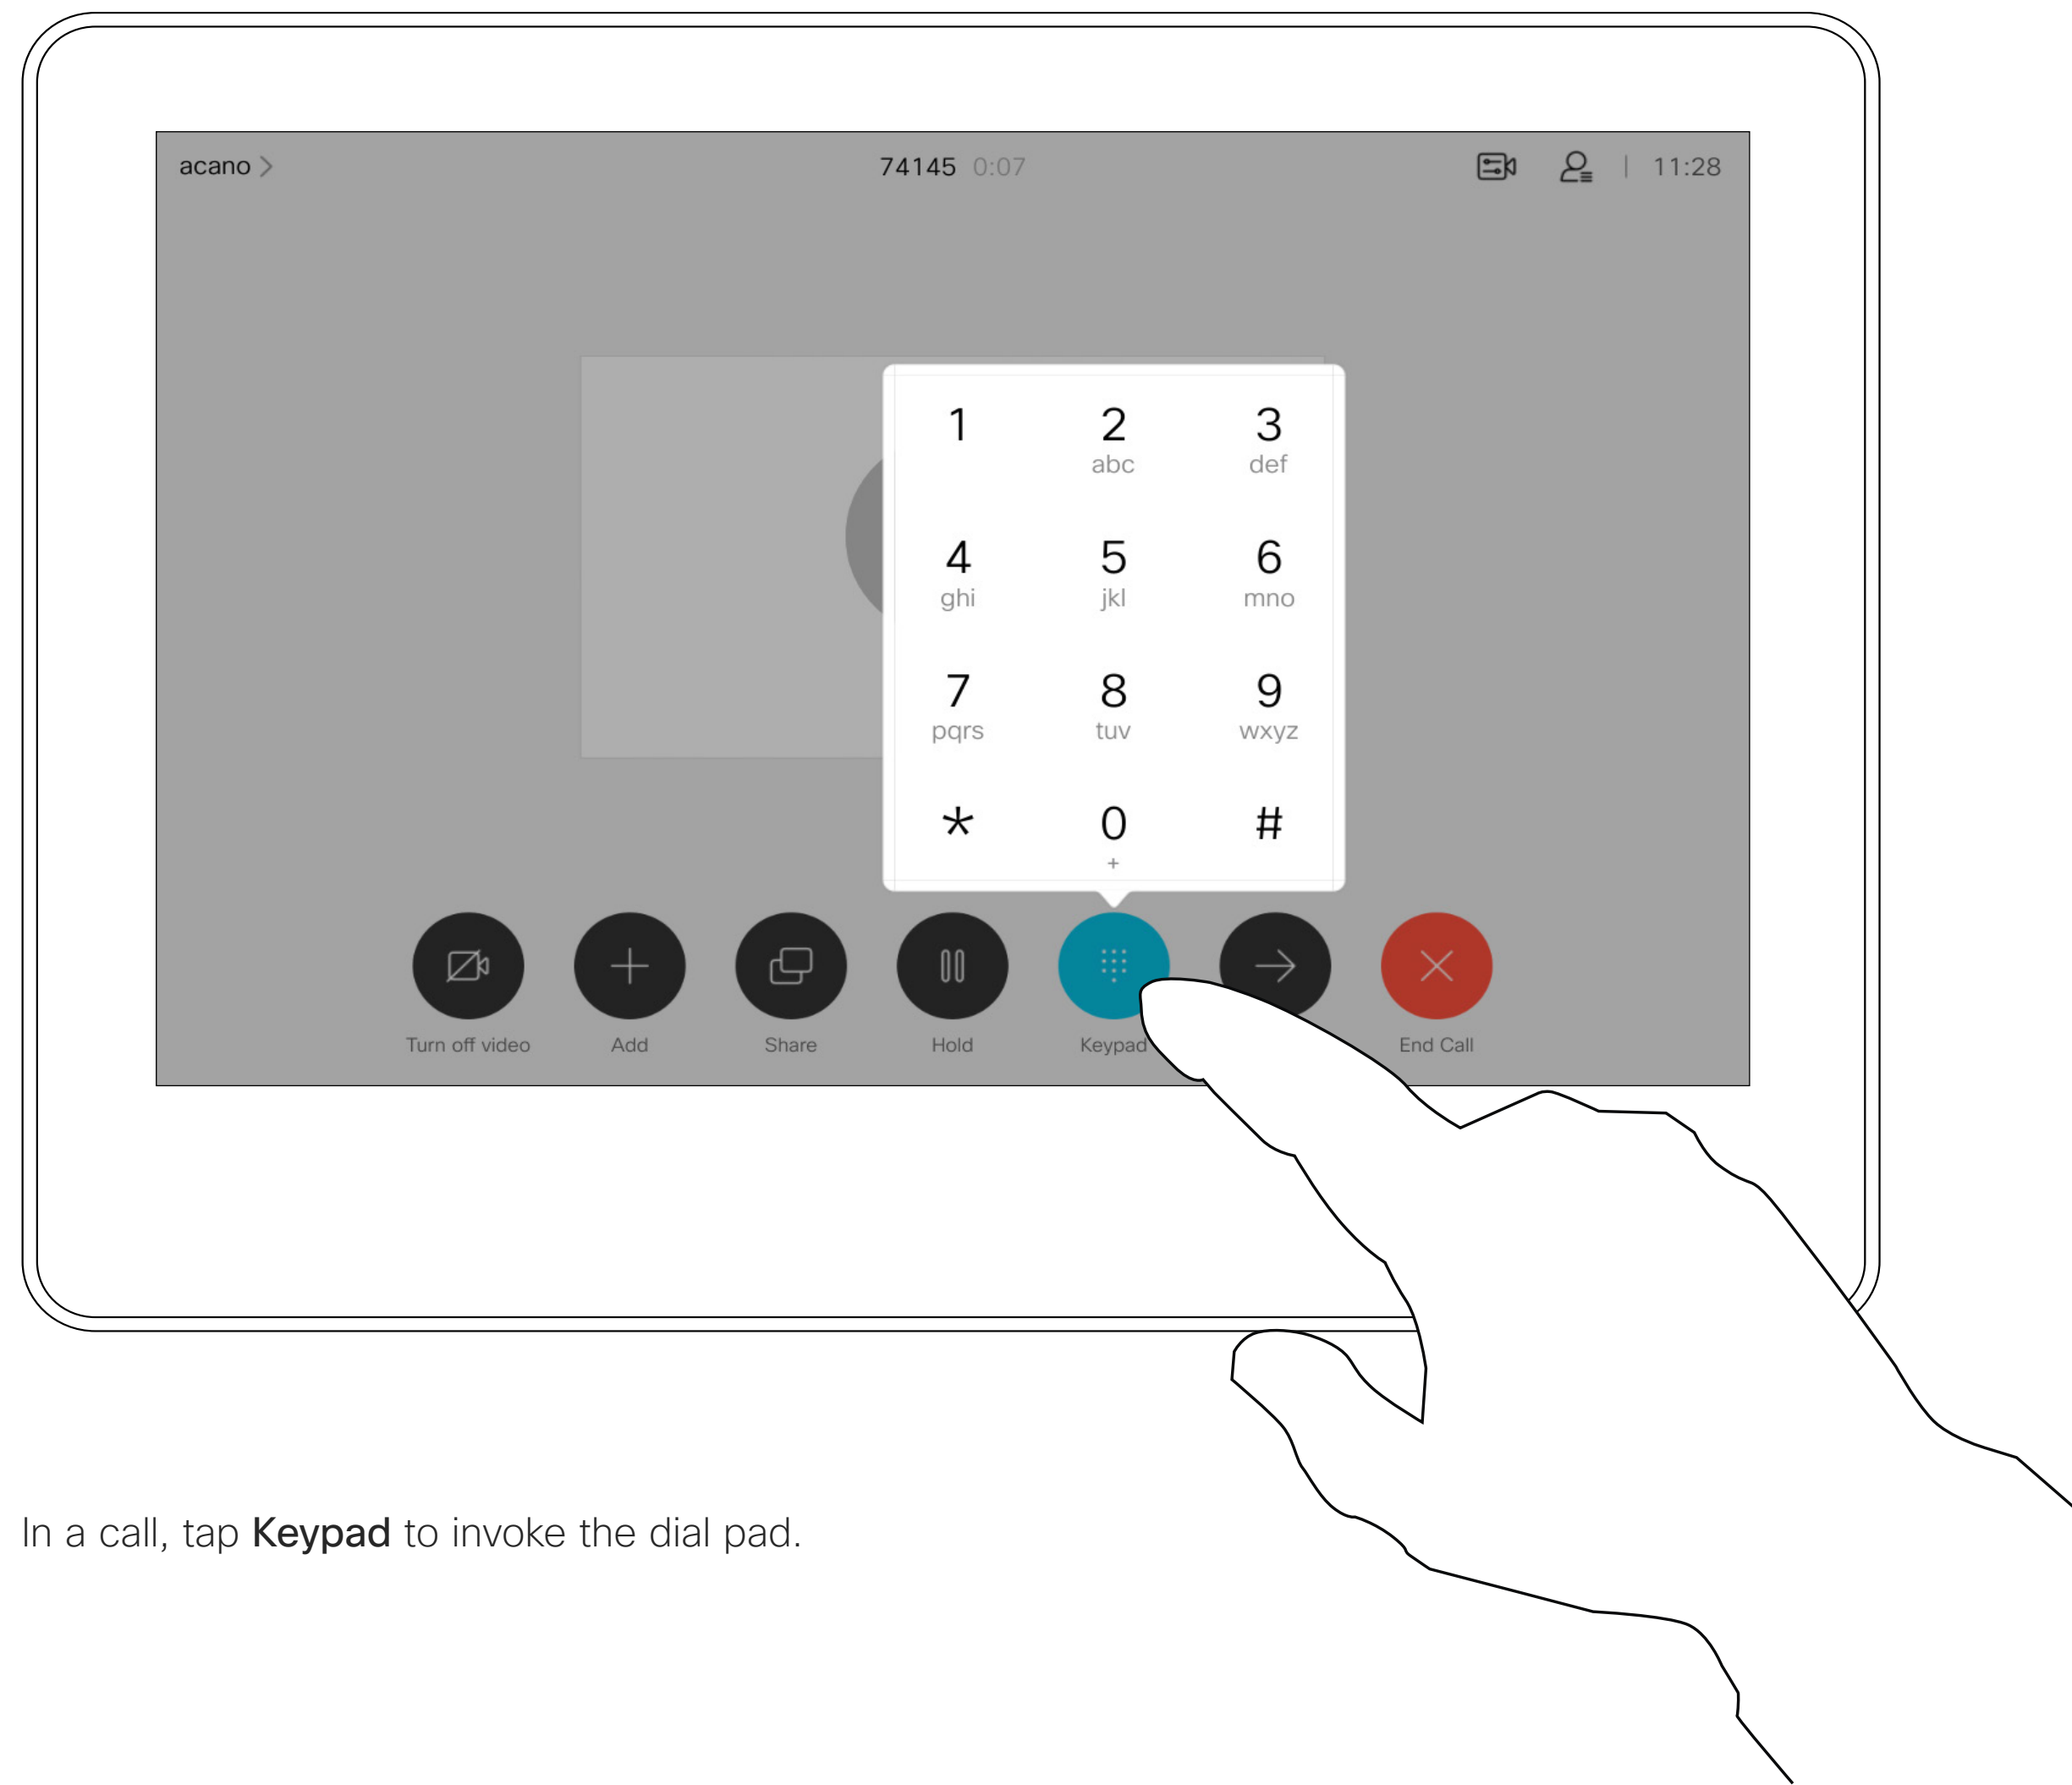 acano
74145 0:07
11:28
1 2 3
abc def
4 5 6
ghi jkl mno
7 8 9
pqrs tuv wxyz
* 0 #
+
Turn off video Add Share Hold Keypad End Call
In a call, tap Keypad to invoke the dial pad.